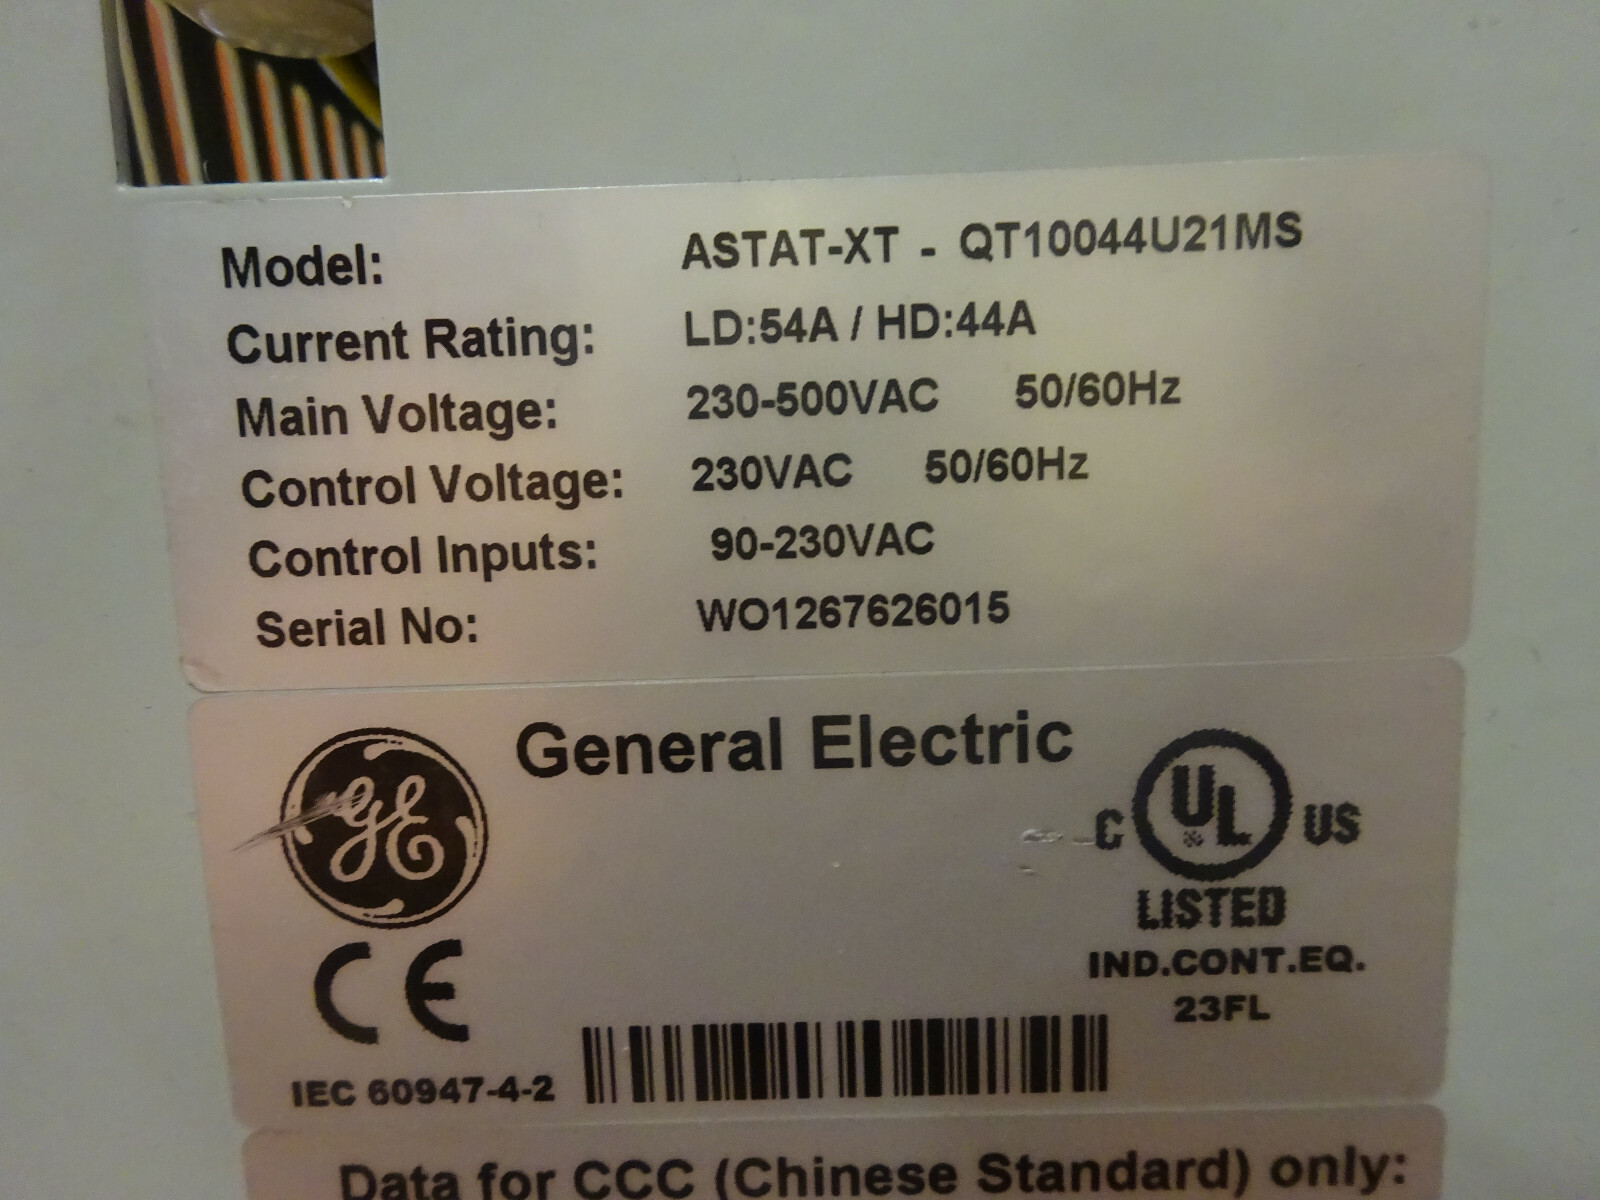 Model: ASTAT-XT - QT10044U21MS
Current Rating: LD:54A / HD:44A
Main Voltage: 230-500VAC 50/60Hz
Control Voltage: 230VAC 50/60Hz
Control Inputs: 90-230VAC
Serial No: WO1267626015
General Electric
GE
C UL US
LISTED
IND.CONT.EQ.
23FL
CE
IEC 60947-4-2
Data for CCC (Chinese Standard) only: